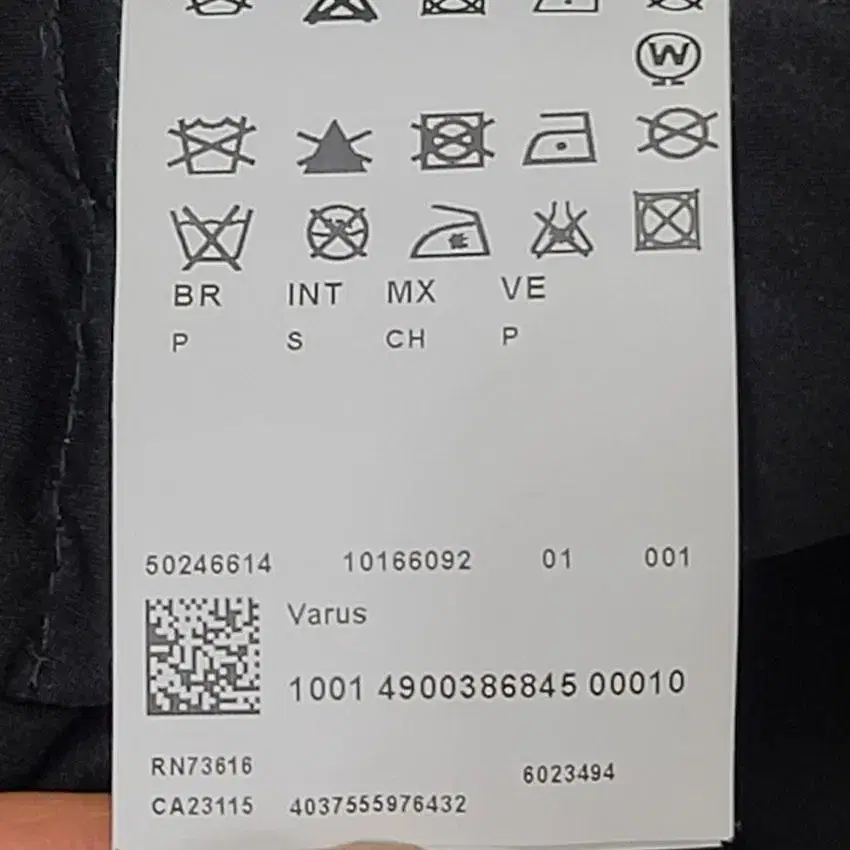 W
BR INT MX VE
P S CH P
50246614 10166092 01 001
Varus
1001 4900386845 00010
RN73616
6023494
CA23115 4037555976432